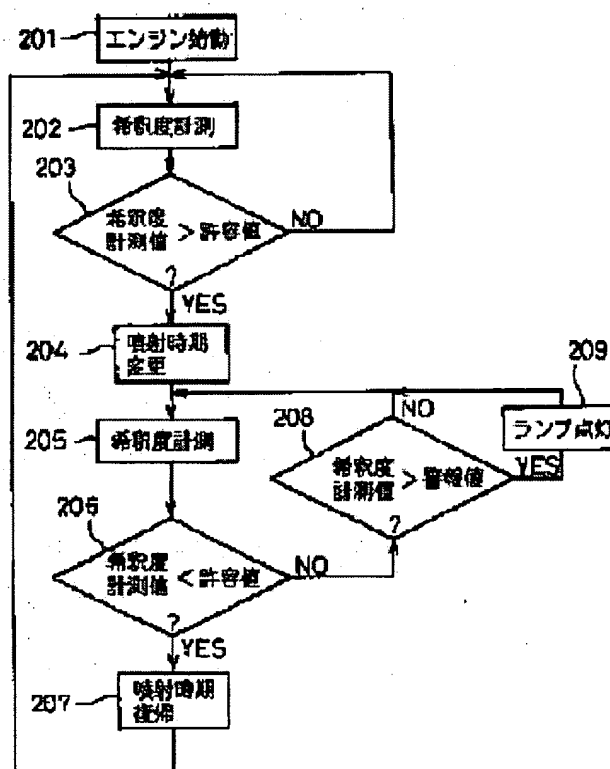 201
エンジン始動
202
希釈度計測
203
希釈度
計測値 > 許容値
?
NO
YES
204
噴射時期
変更
205
希釈度計測
206
希釈度
計測値 < 許容値
?
NO
YES
207
噴射時期
復帰
208
希釈度
計測値 > 警報値
?
NO
YES
209
ランプ点灯